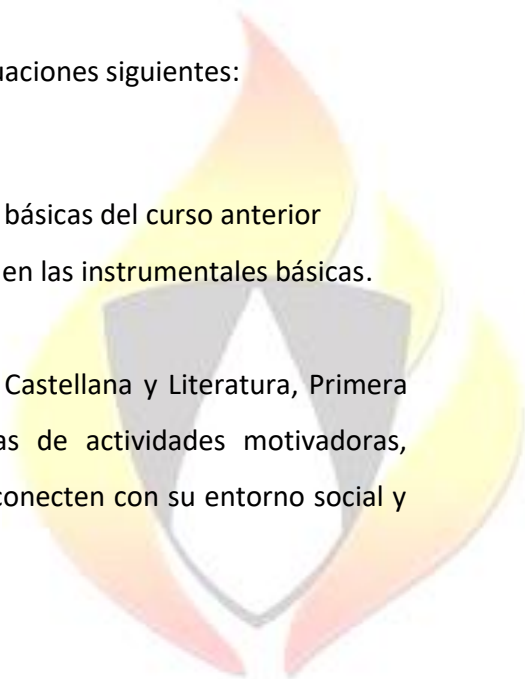 uaciones siguientes:
básicas del curso anterior
en las instrumentales básicas.
Castellana y Literatura, Primera
as de actividades motivadoras,
conecten con su entorno social y